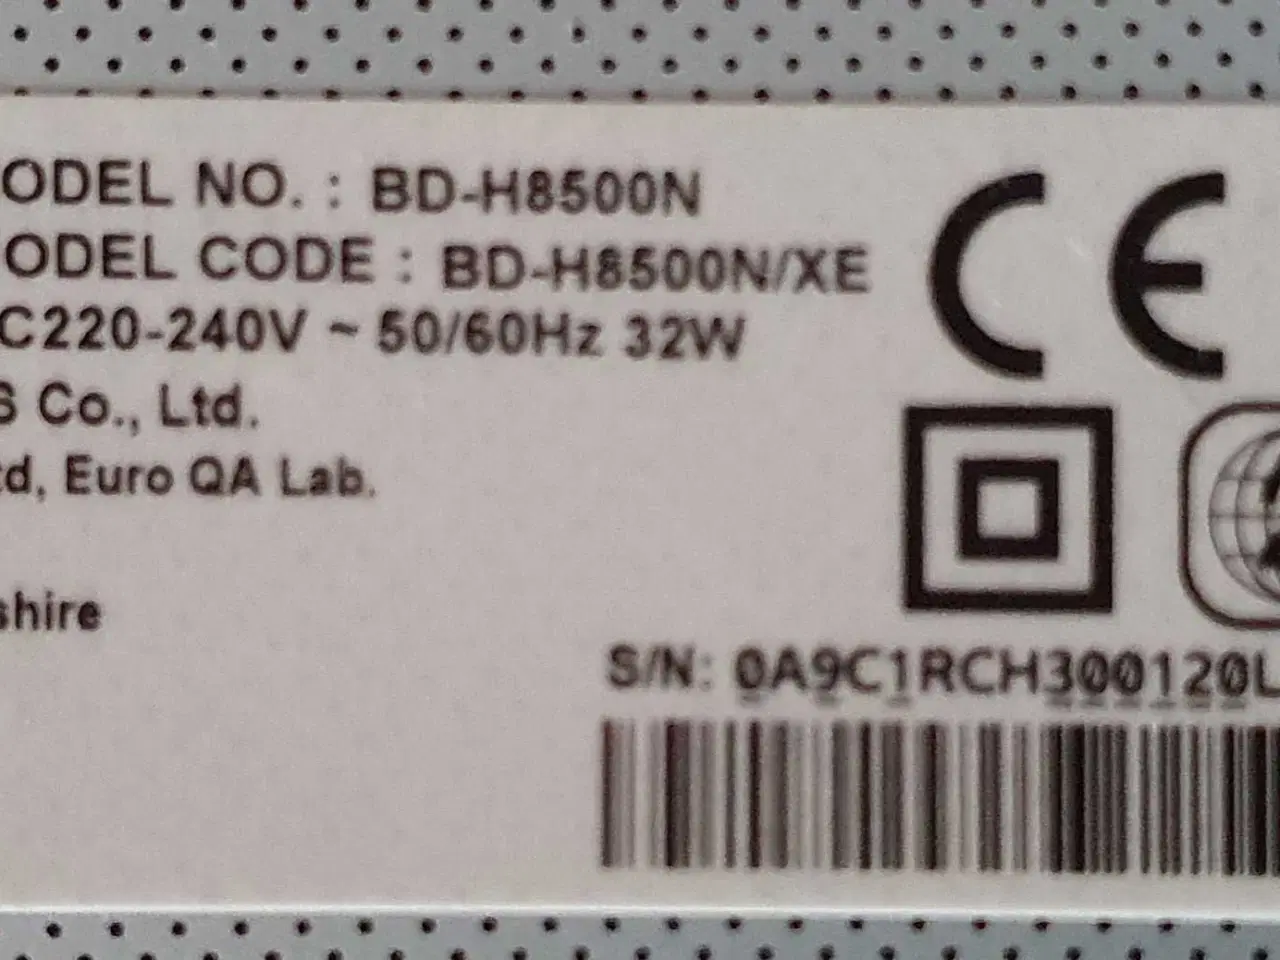 ODEL NO. : BD-H8500N
ODEL CODE : BD-H8500N/XE
C220-240V ~ 50/60Hz 32W
S Co., Ltd.
td, Euro QA Lab.
shire
S/N: 0A9C1RCH300120L